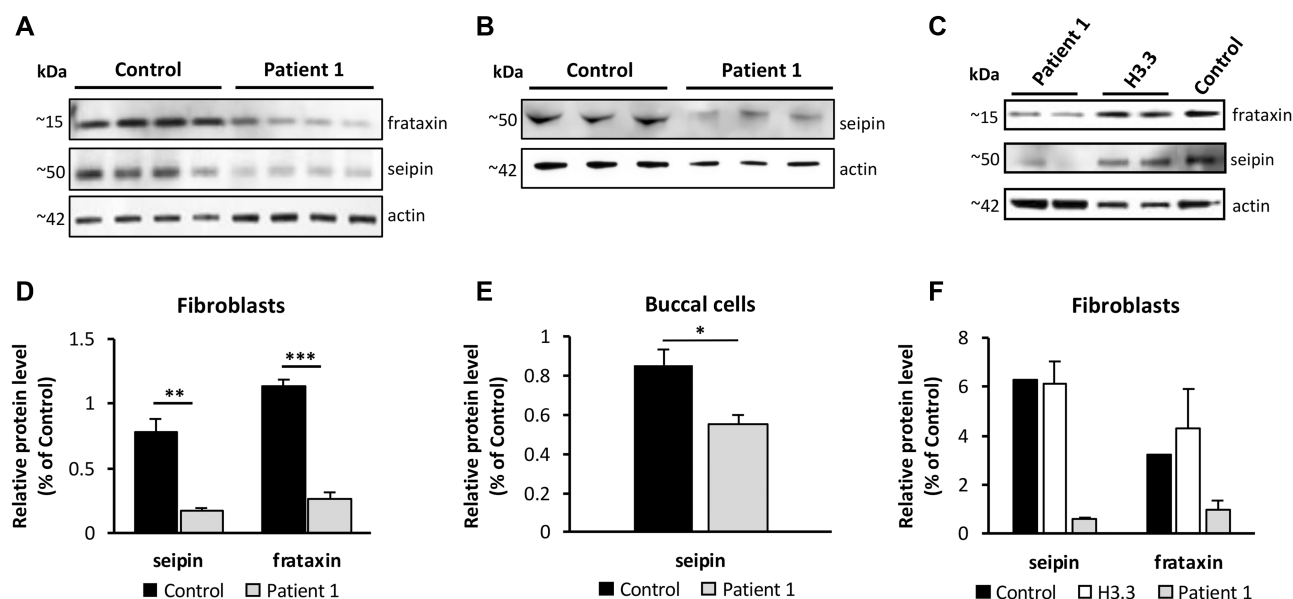 A
kDa
Control
Patient 1
~15
frataxin
~50
seipin
~42
actin
B
kDa
Control
Patient 1
~50
seipin
~42
actin
C
kDa
Patient 1
H3.3
Control
~15
frataxin
~50
seipin
~42
actin
D
Fibroblasts
Relative protein level
(% of Control)
1.5
1
0.5
0
**
***
seipin
frataxin
Control
Patient 1
E
Buccal cells
Relative protein level
(% of Control)
1
0.8
0.6
0.4
0.2
0
*
seipin
Control
Patient 1
F
Fibroblasts
Relative protein level
(% of Control)
8
6
4
2
0
seipin
frataxin
Control
H3.3
Patient 1